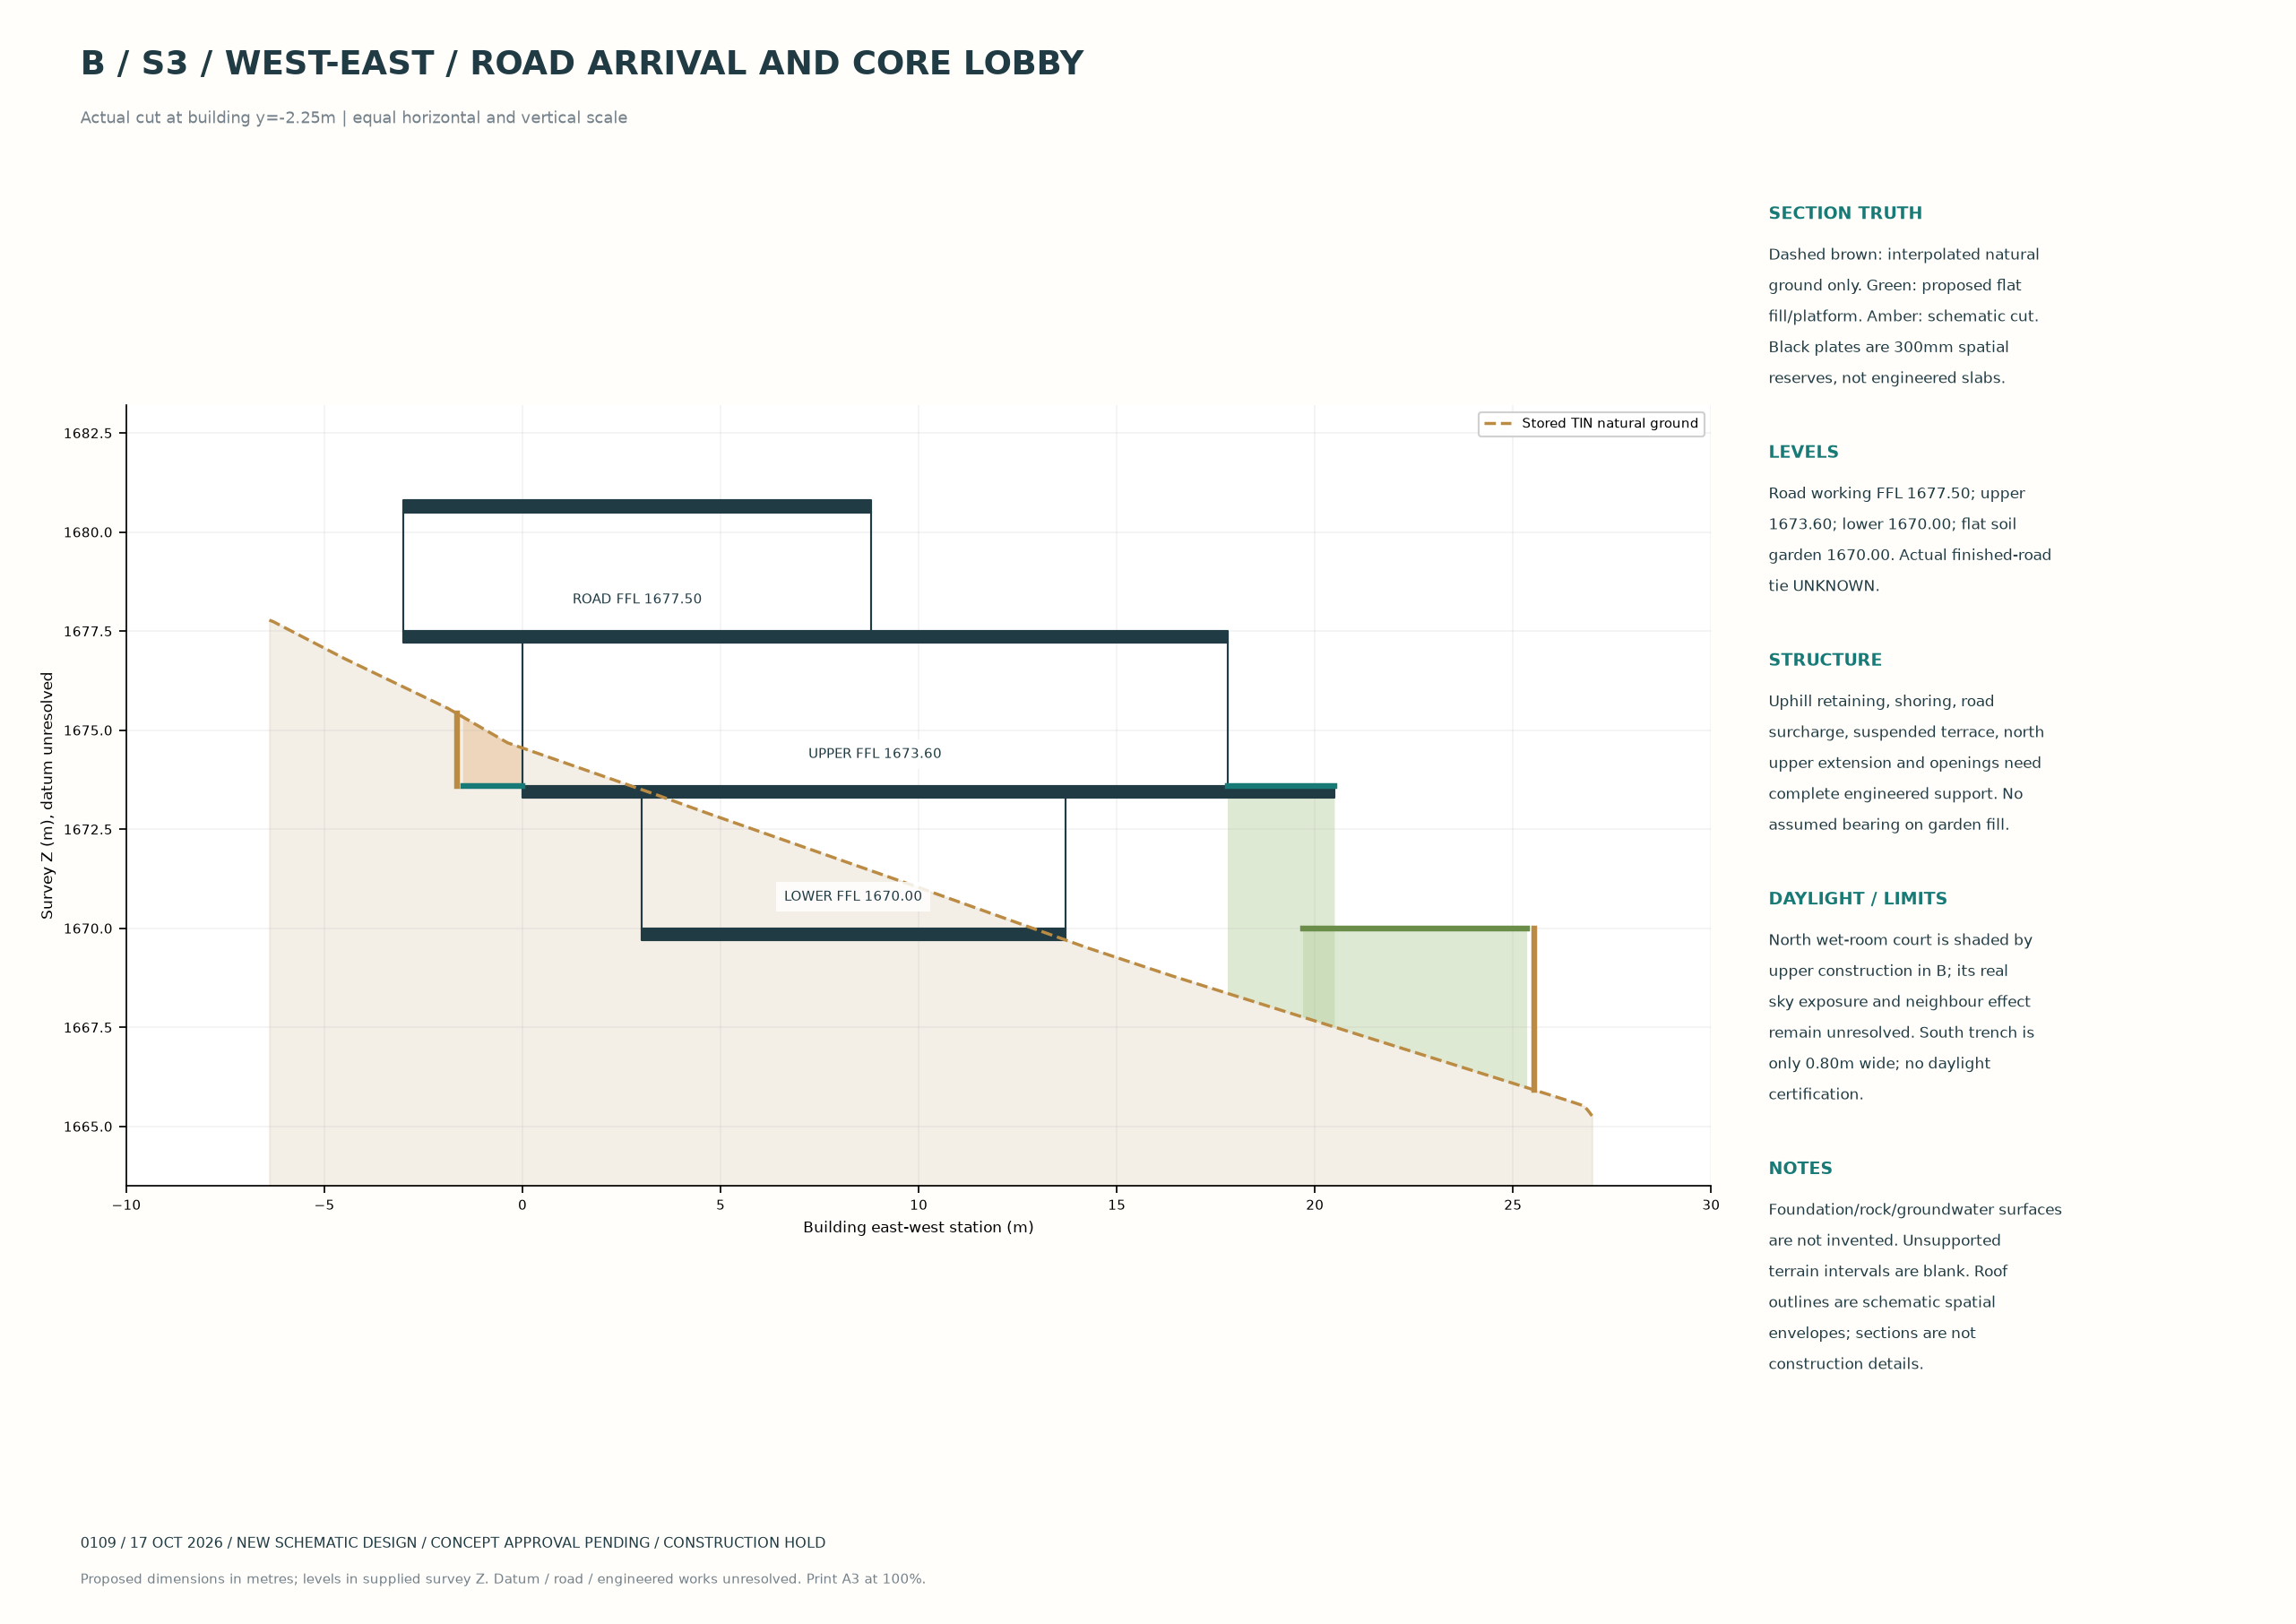 B / S3 / WEST-EAST / ROAD ARRIVAL AND CORE LOBBY
Actual cut at building y=-2.25m | equal horizontal and vertical scale
SECTION TRUTH
Dashed brown: interpolated natural
ground only. Green: proposed flat
fill/platform. Amber: schematic cut.
Black plates are 300mm spatial
reserves, not engineered slabs.
LEVELS
Road working FFL 1677.50; upper
1673.60; lower 1670.00; flat soil
garden 1670.00. Actual finished-road
tie UNKNOWN.
STRUCTURE
Uphill retaining, shoring, road
surcharge, suspended terrace, north
upper extension and openings need
complete engineered support. No
assumed bearing on garden fill.
DAYLIGHT / LIMITS
North wet-room court is shaded by
upper construction in B; its real
sky exposure and neighbour effect
remain unresolved. South trench is
only 0.80m wide; no daylight
certification.
NOTES
Foundation/rock/groundwater surfaces
are not invented. Unsupported
terrain intervals are blank. Roof
outlines are schematic spatial
envelopes; sections are not
construction details.
Stored TIN natural ground
ROAD FFL 1677.50
UPPER FFL 1673.60
LOWER FFL 1670.00
Survey Z (m), datum unresolved
1682.5
1680.0
1677.5
1675.0
1672.5
1670.0
1667.5
1665.0
−10 −5 0 5 10 15 20 25 30
Building east-west station (m)
0109 / 17 OCT 2026 / NEW SCHEMATIC DESIGN / CONCEPT APPROVAL PENDING / CONSTRUCTION HOLD
Proposed dimensions in metres; levels in supplied survey Z. Datum / road / engineered works unresolved. Print A3 at 100%.